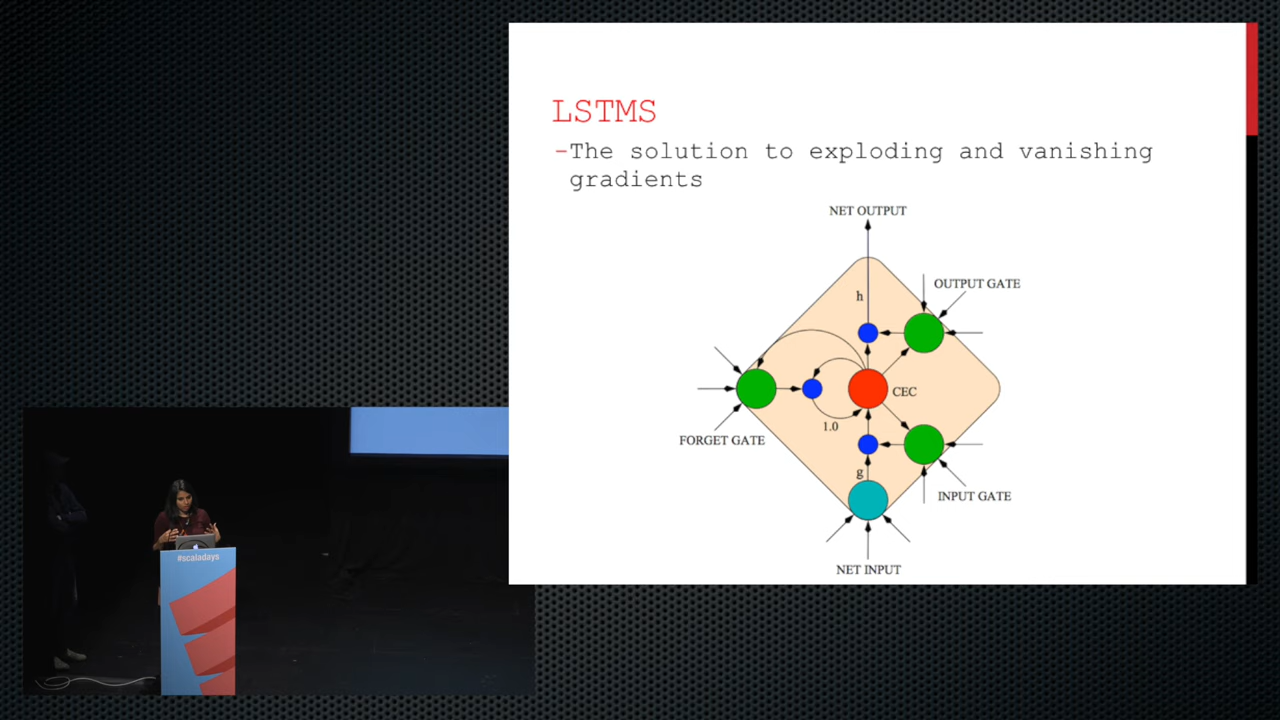 LSTMS
-The solution to exploding and vanishing
gradients
NET OUTPUT
h
OUTPUT GATE
CEC
1.0
FORGET GATE
g
INPUT GATE
NET INPUT
#scaladays